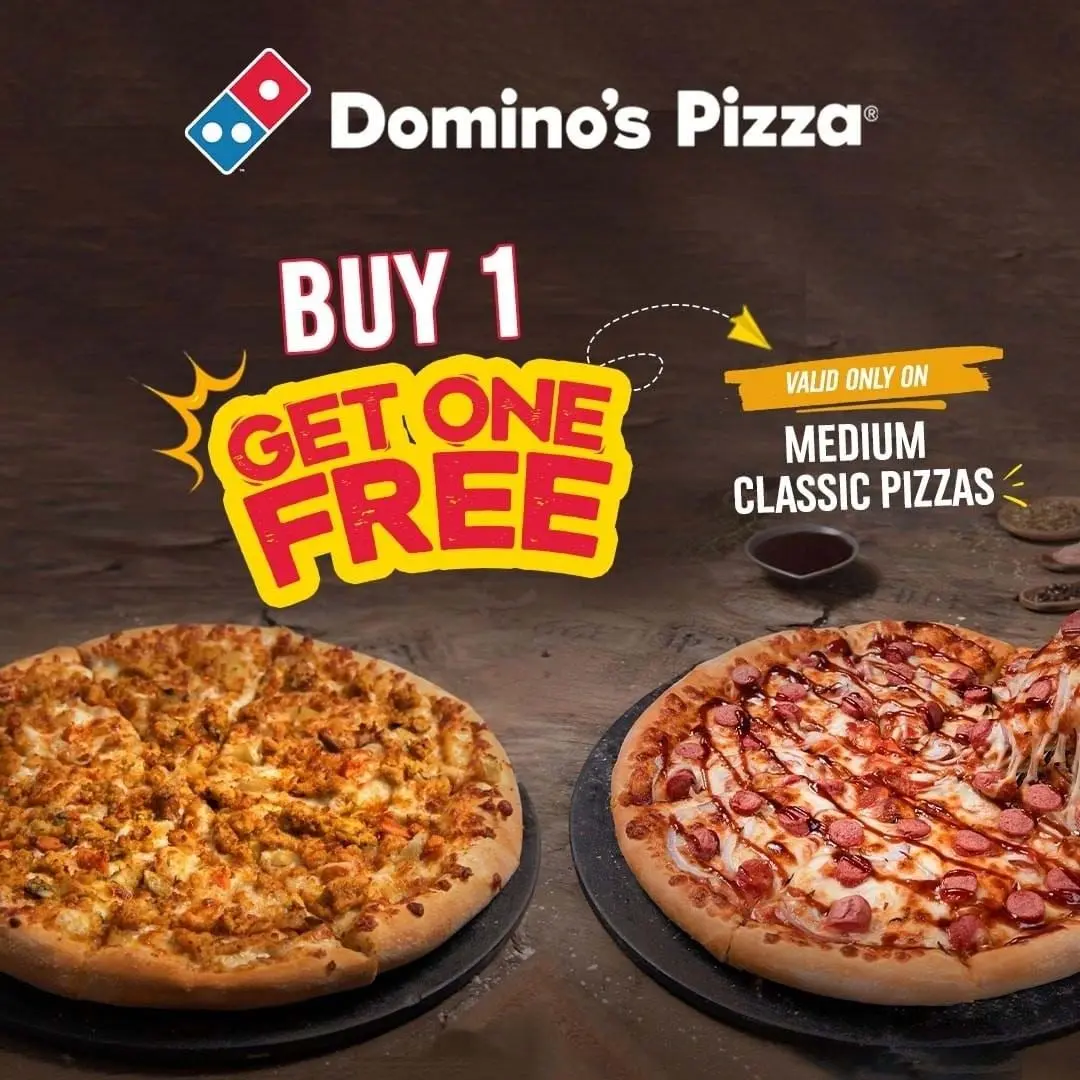 Domino's Pizza®
BUY 1
GET ONE
FREE
VALID ONLY ON
MEDIUM
CLASSIC PIZZAS